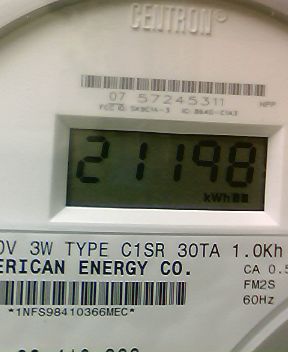 CENTRON®
07 57245311
NPP
21198
kWh
0V 3W TYPE C1SR 30TA 1.0Kh
ERICAN ENERGY CO.
CA 0.5
FM2S
60Hz
*1NFS98410366MEC*